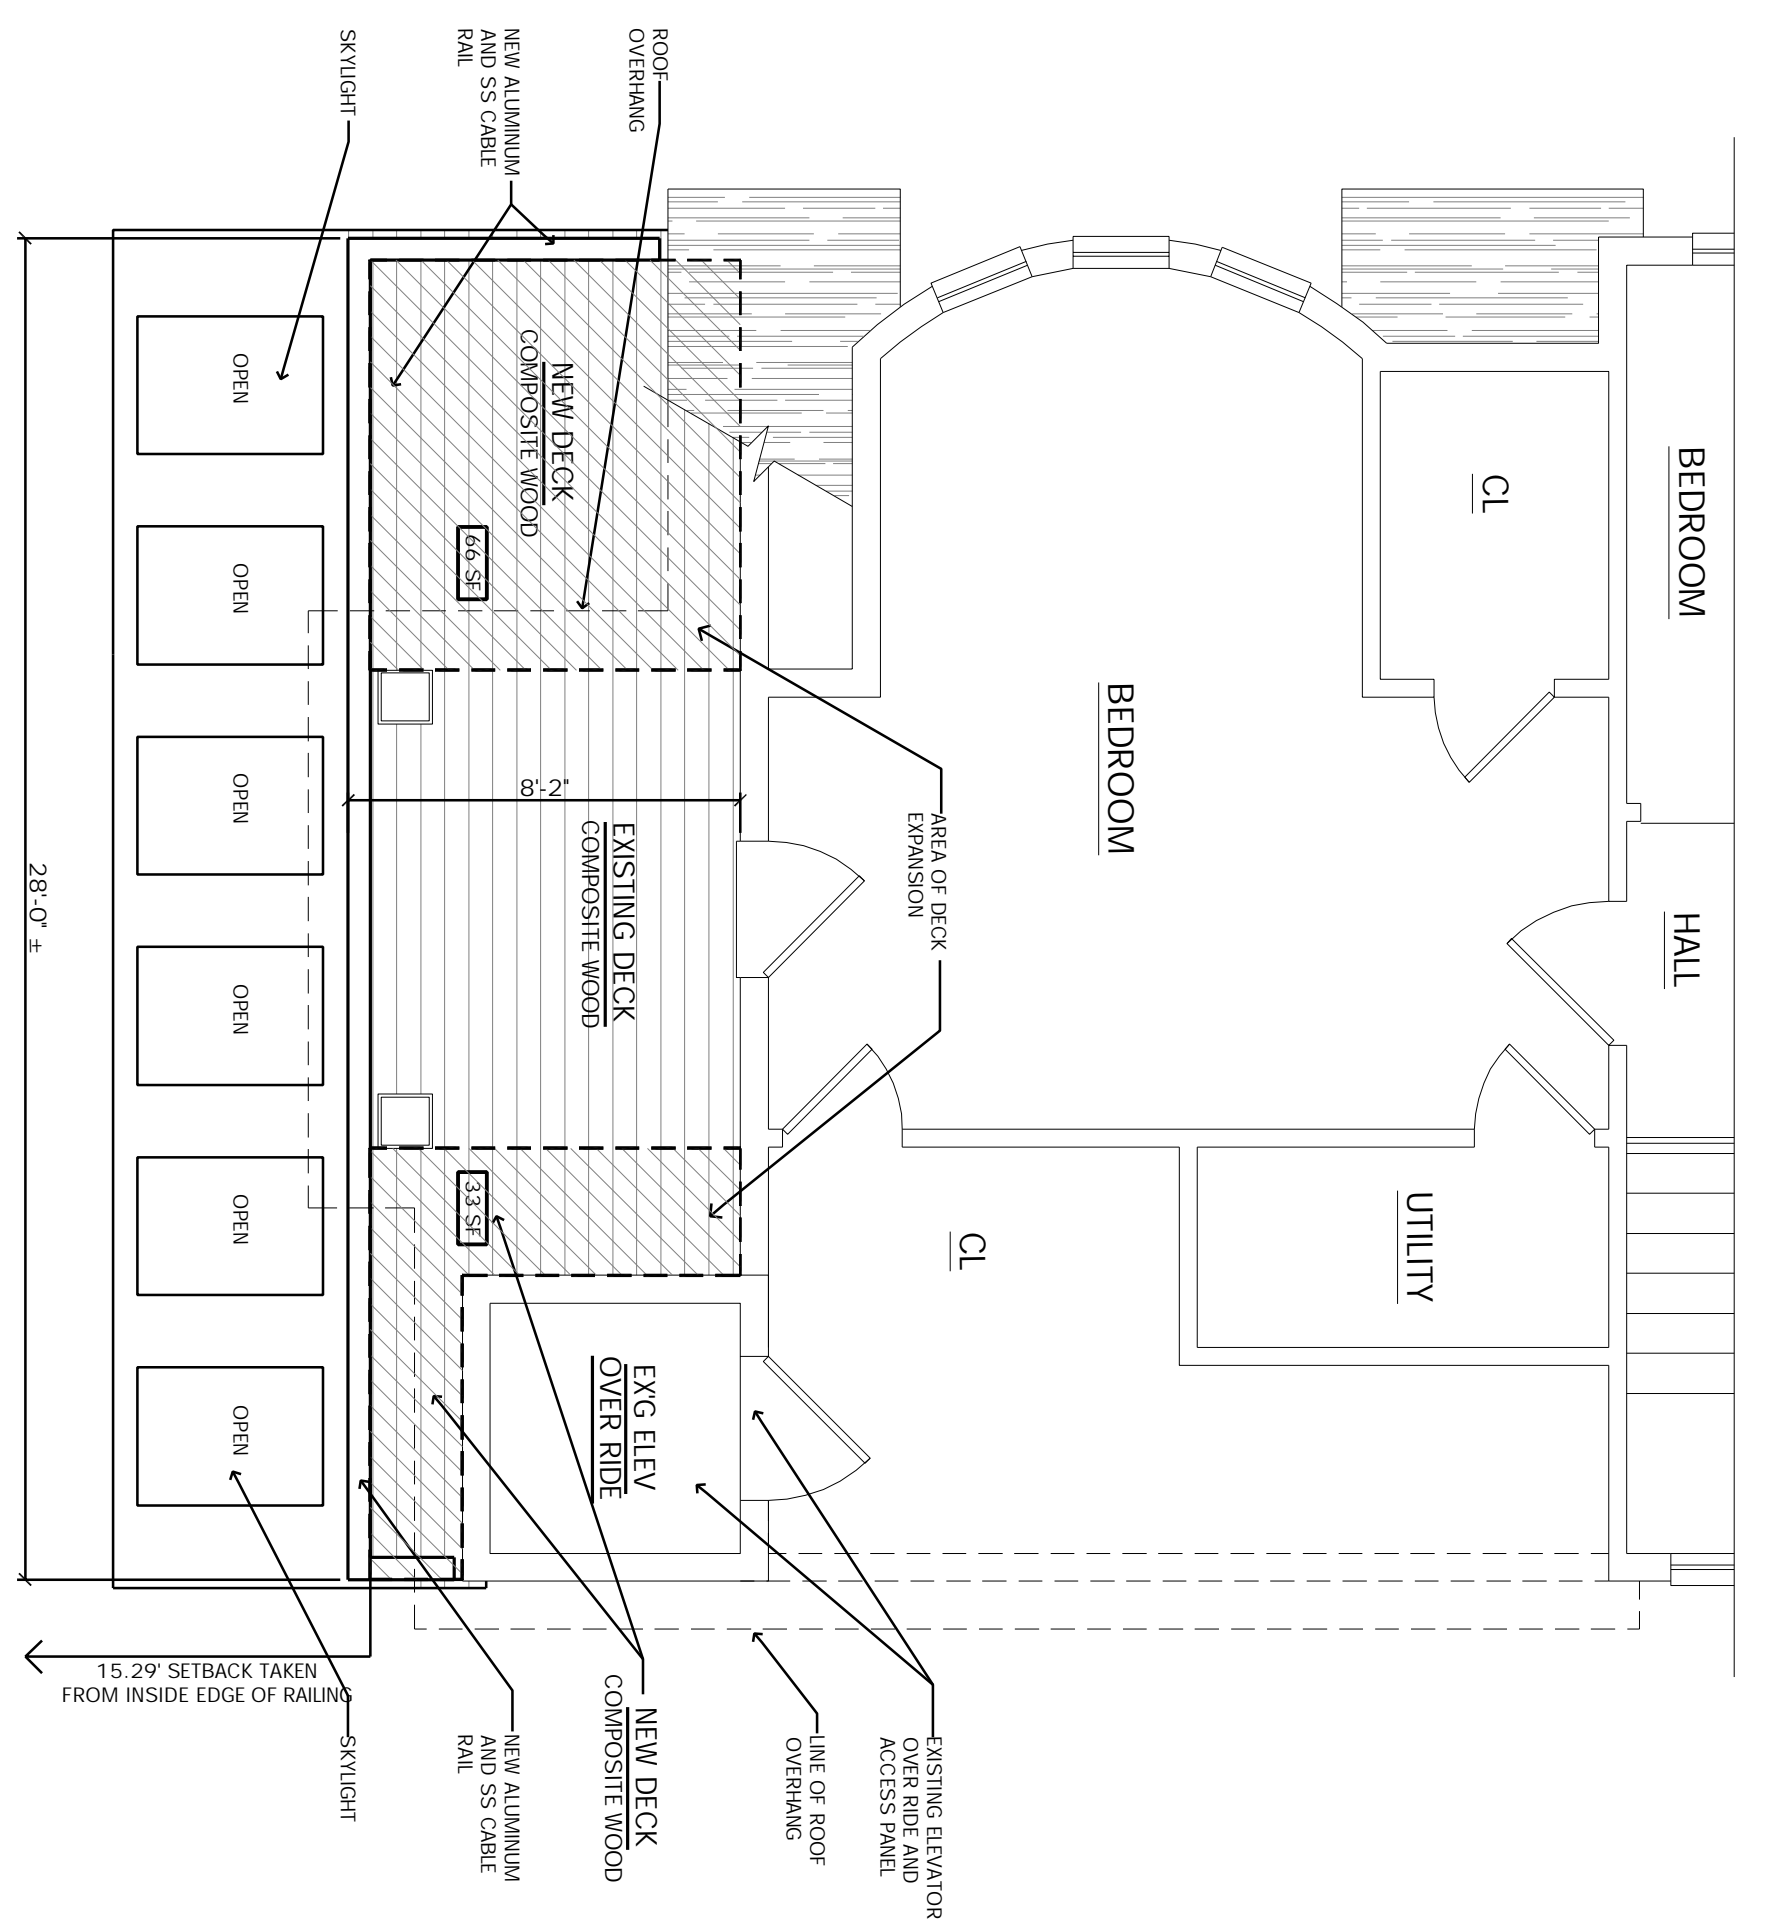 BEDROOM
HALL
CL
UTILITY
BEDROOM
CL
AREA OF DECK
EXPANSION
EXISTING ELEVATOR
OVER RIDE AND
ACCESS PANEL
LINE OF ROOF
OVERHANG
ROOF
OVERHANG
EX'G ELEV
OVER RIDE
EXISTING DECK
COMPOSITE WOOD
NEW DECK
COMPOSITE WOOD
NEW DECK
COMPOSITE WOOD
8'-2"
66 SF
33 SF
NEW ALUMINUM
AND SS CABLE
RAIL
NEW ALUMINUM
AND SS CABLE
RAIL
SKYLIGHT
SKYLIGHT
OPEN
OPEN
OPEN
OPEN
OPEN
OPEN
15.29' SETBACK TAKEN
FROM INSIDE EDGE OF RAILING
28'-0" ±